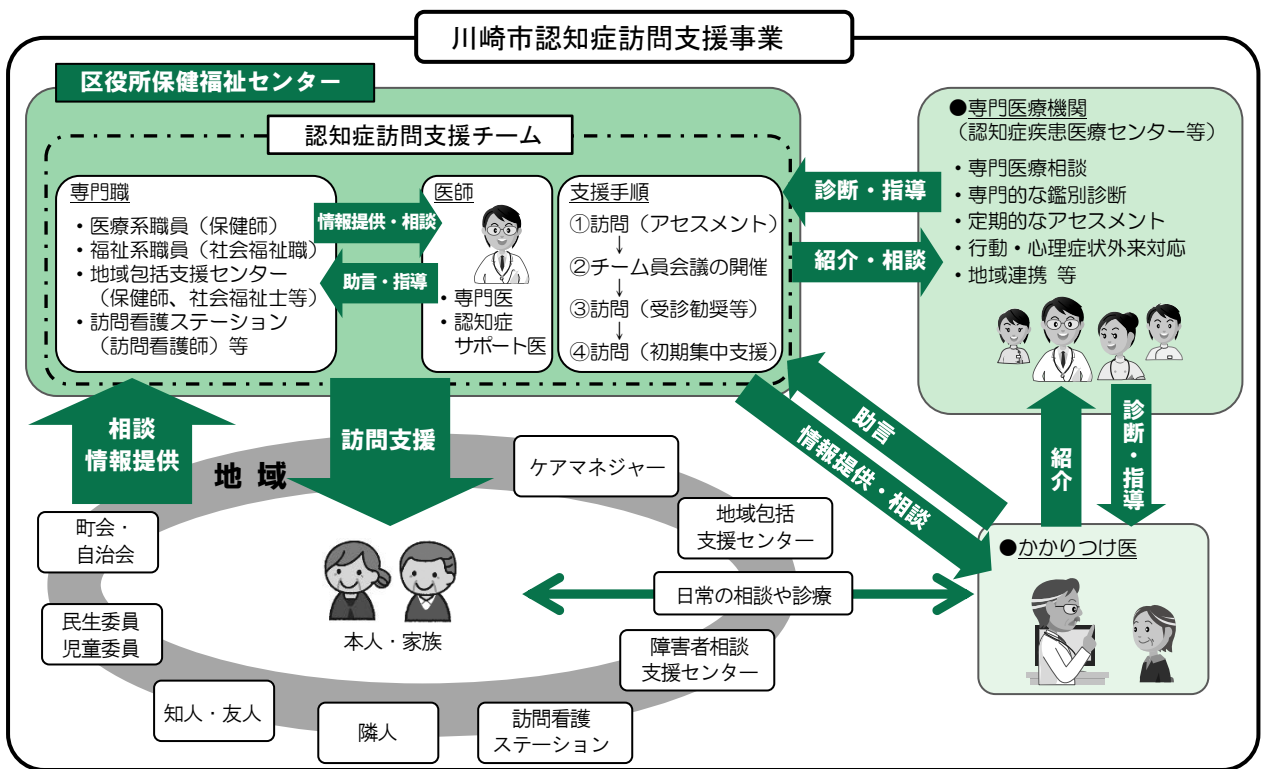 川崎市認知症訪問支援事業
区役所保健福祉センター
認知症訪問支援チーム
専門職
・医療系職員（保健師）
・福祉系職員（社会福祉職）
・地域包括支援センター
（保健師、社会福祉士等）
・訪問看護ステーション
（訪問看護師）等
情報提供・相談
助言・指導
医師
・専門医
・認知症
サポート医
支援手順
①訪問（アセスメント）
↓
②チーム員会議の開催
↓
③訪問（受診勧奨等）
↓
④訪問（初期集中支援）
診断・指導
紹介・相談
●専門医療機関
（認知症疾患医療センター等）
・専門医療相談
・専門的な鑑別診断
・定期的なアセスメント
・行動・心理症状外来対応
・地域連携 等
相談
情報提供
訪問支援
助言
情報提供・相談
紹介
診断・指導
地域
ケアマネジャー
地域包括
支援センター
町会・
自治会
日常の相談や診療
●かかりつけ医
民生委員
児童委員
本人・家族
障害者相談
支援センター
知人・友人
隣人
訪問看護
ステーション